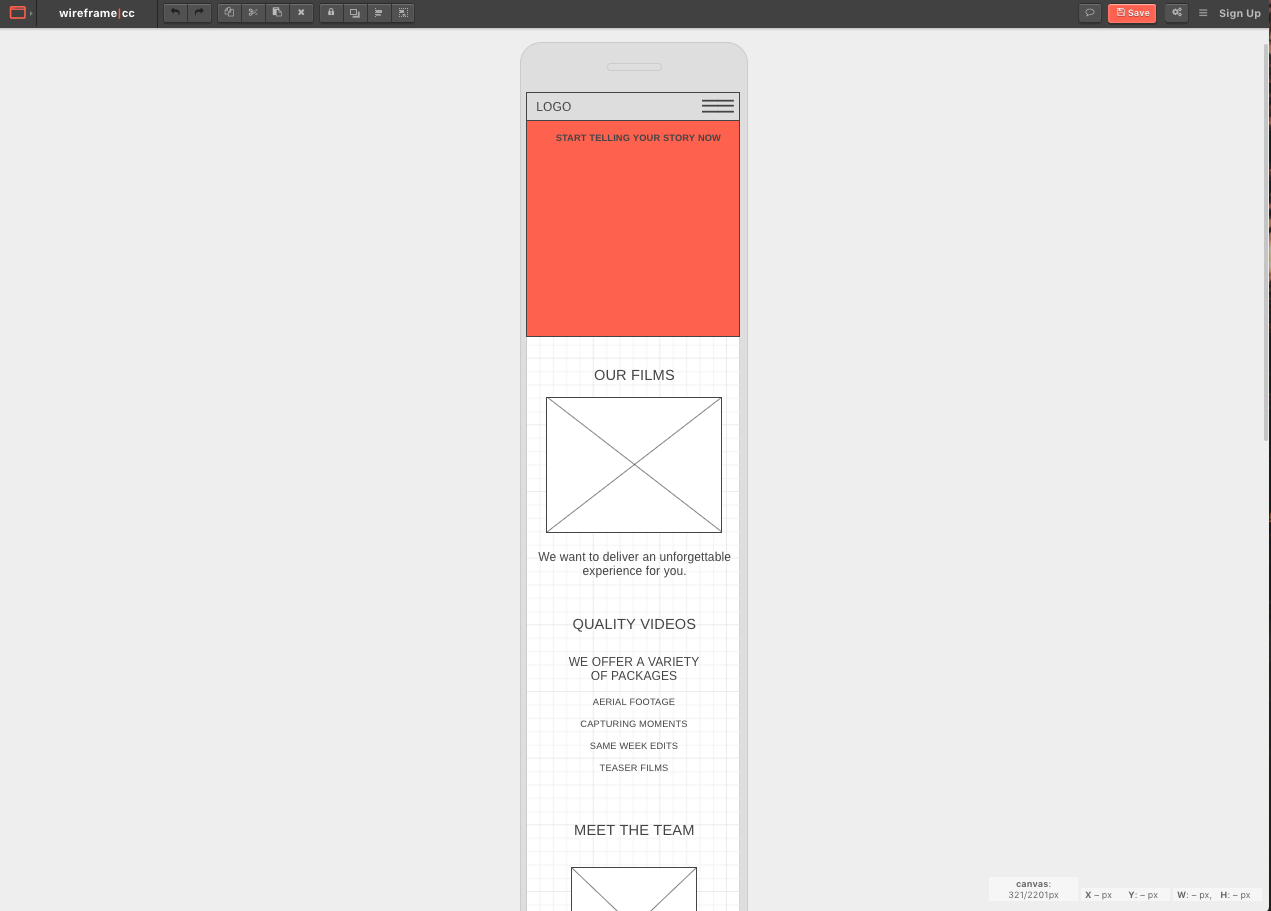 wireframe|cc
Save
Sign Up
LOGO
START TELLING YOUR STORY NOW
OUR FILMS
We want to deliver an unforgettable
experience for you.
QUALITY VIDEOS
WE OFFER A VARIETY
OF PACKAGES
AERIAL FOOTAGE
CAPTURING MOMENTS
SAME WEEK EDITS
TEASER FILMS
MEET THE TEAM
canvas:
321/2201px
X – px Y: – px W: – px, H: – px